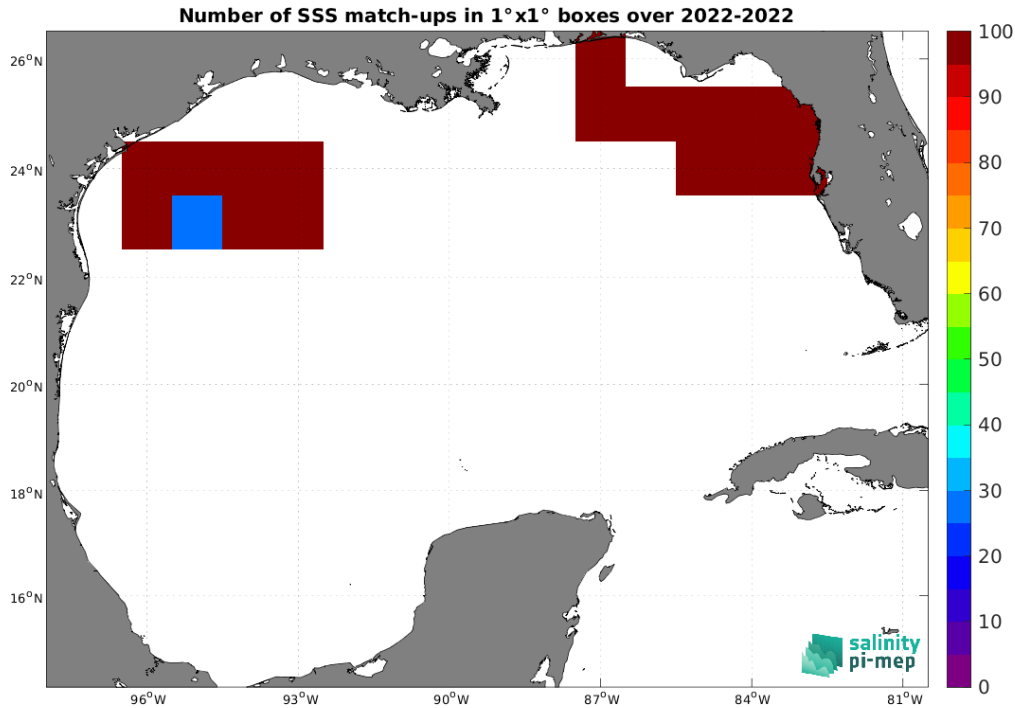 Number of SSS match-ups in 1°x1° boxes over 2022-2022
26°N
24°N
22°N
20°N
18°N
16°N
96°W
93°W
90°W
87°W
84°W
81°W
100
90
80
70
60
50
40
30
20
10
0
salinity
pi-mep